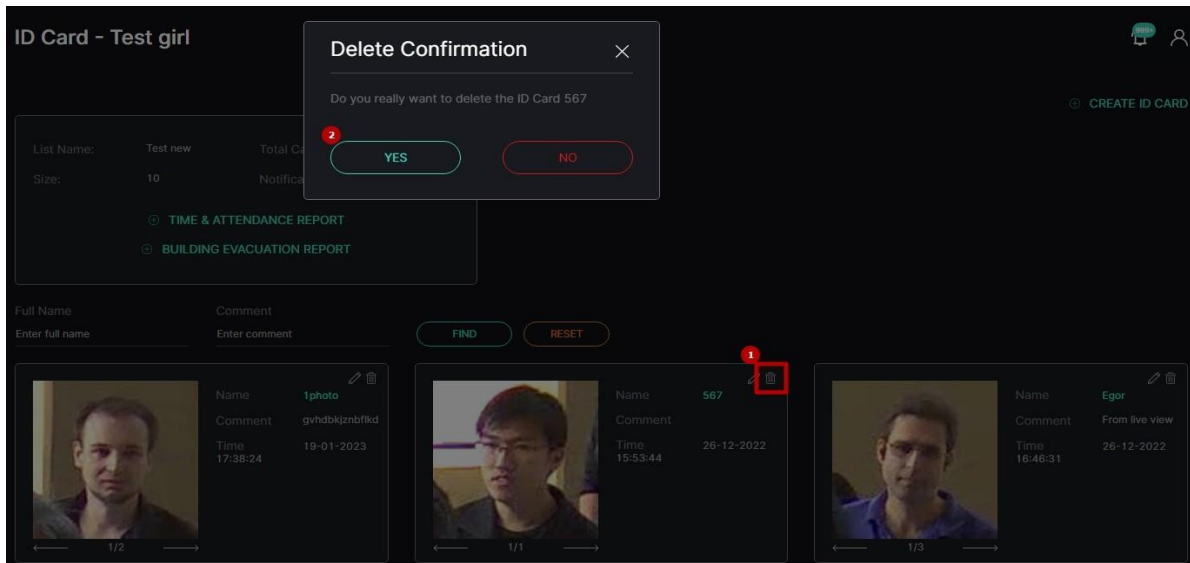 ID Card - Test girl
999+
Delete Confirmation
Do you really want to delete the ID Card 567
2
YES
NO
CREATE ID CARD
List Name: Test new Total Ca
Size: 10 Notifica
TIME & ATTENDANCE REPORT
BUILDING EVACUATION REPORT
Full Name Comment
Enter full name Enter comment FIND RESET
1
Name 1photo
Comment gvhdbkjznbflkd
Time 19-01-2023
17:38:24
1/2
Name 567
Comment
Time 26-12-2022
15:53:44
1/1
Name Egor
Comment From live view
Time 26-12-2022
16:46:31
1/3